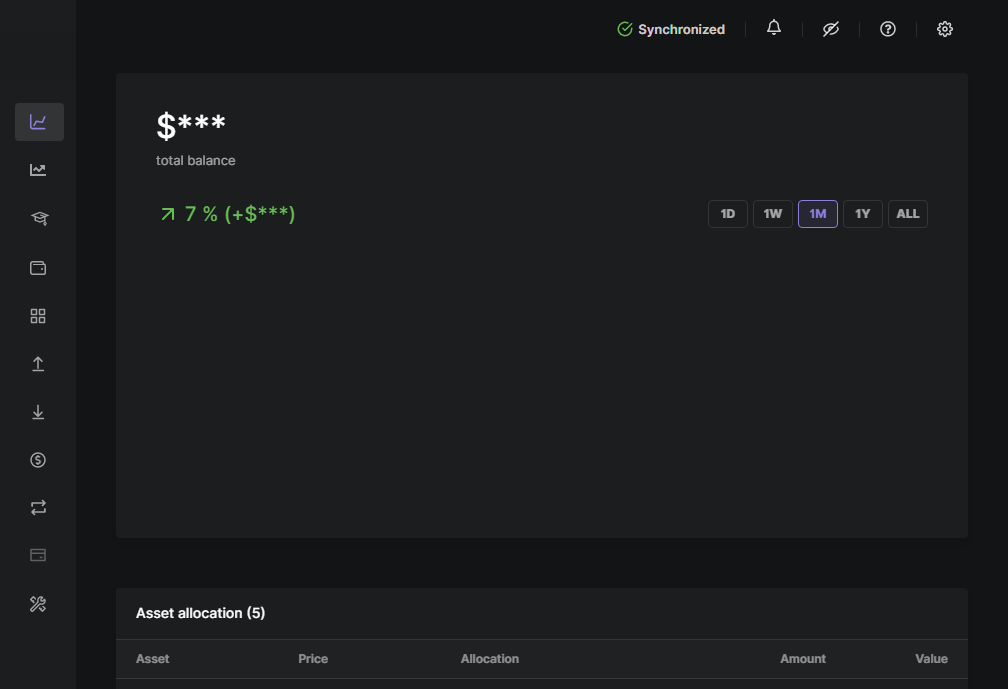 Synchronized
$***
total balance
7 % (+$***)
1D 1W 1M 1Y ALL
Asset allocation (5)
Asset Price Allocation Amount Value